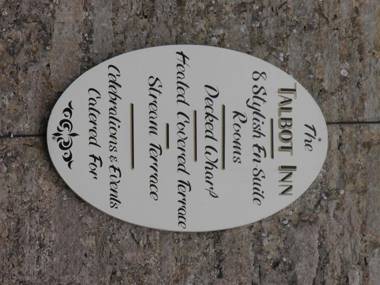 The
TALBOT INN
8 Stylish En Suite
Rooms
Decked Wharf
Heated Covered Terrace
Stream Terrace
Celebrations & Events
Catered For